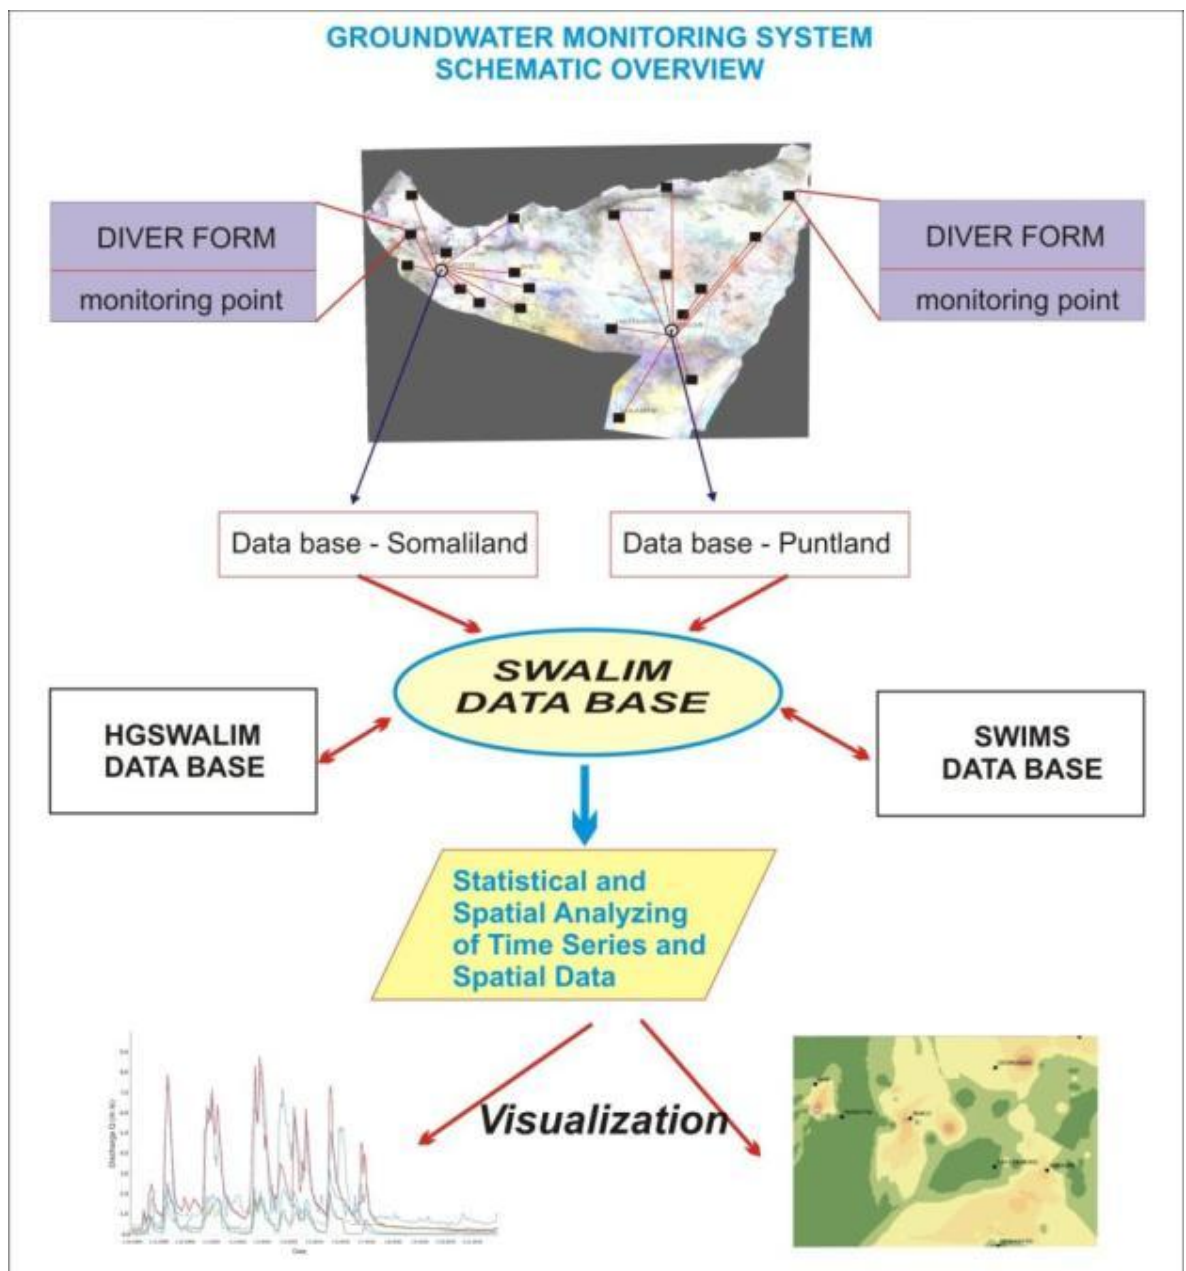 GROUNDWATER MONITORING SYSTEM
SCHEMATIC OVERVIEW
DIVER FORM
monitoring point
DIVER FORM
monitoring point
Data base - Somaliland
Data base - Puntland
SWALIM
DATA BASE
HGSWALIM
DATA BASE
SWIMS
DATA BASE
Statistical and
Spatial Analyzing
of Time Series and
Spatial Data
Visualization